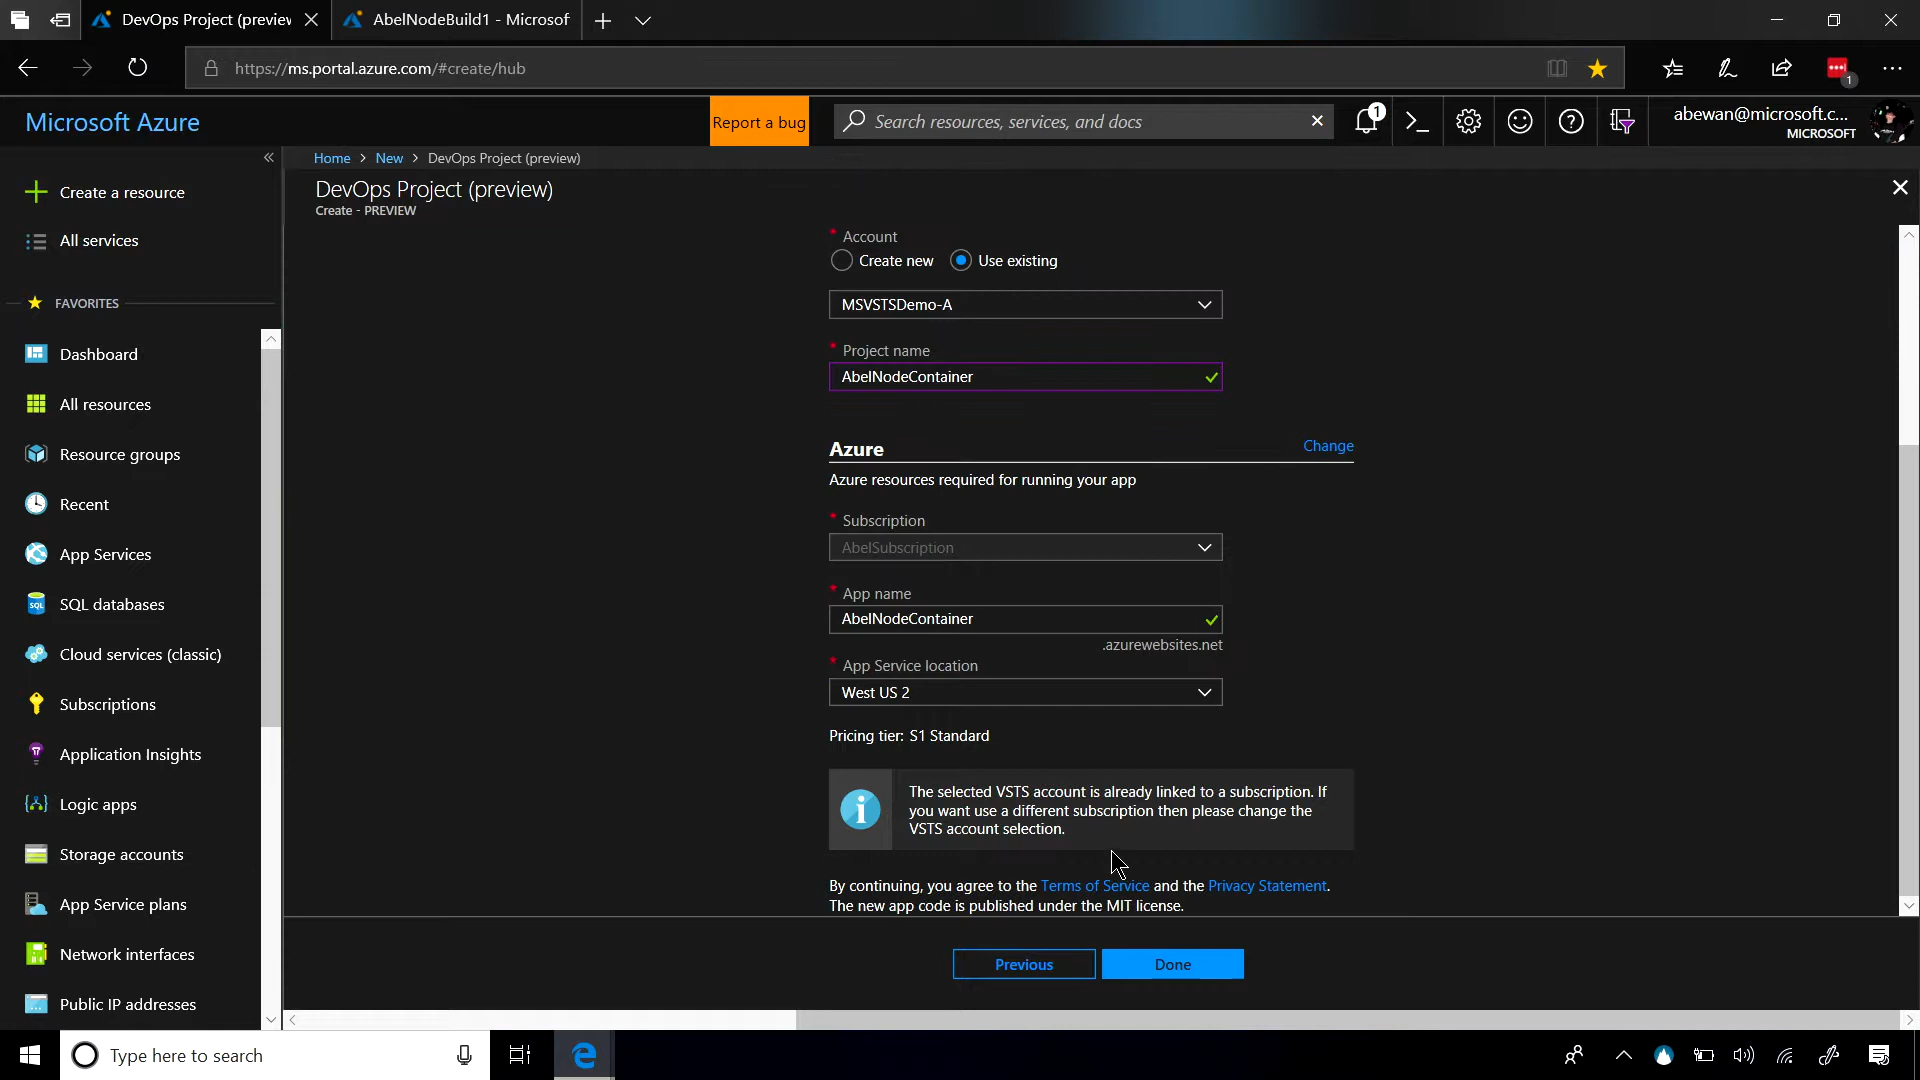 DevOps Project (preview
AbelNodeBuild1 - Microsof
https://ms.portal.azure.com/#create/hub
1
Microsoft Azure
Report a bug
Search resources, services, and docs
1
abewan@microsoft.c...
MICROSOFT
Home > New > DevOps Project (preview)
DevOps Project (preview)
Create - PREVIEW
Create a resource
All services
FAVORITES
Dashboard
All resources
Resource groups
Recent
App Services
SQL databases
Cloud services (classic)
Subscriptions
Application Insights
Logic apps
Storage accounts
App Service plans
Network interfaces
Public IP addresses
* Account
Create new
Use existing
MSVSTSDemo-A
* Project name
AbelNodeContainer
Azure
Change
Azure resources required for running your app
* Subscription
AbelSubscription
* App name
AbelNodeContainer
.azurewebsites.net
* App Service location
West US 2
Pricing tier: S1 Standard
The selected VSTS account is already linked to a subscription. If
you want use a different subscription then please change the
VSTS account selection.
By continuing, you agree to the Terms of Service and the Privacy Statement.
The new app code is published under the MIT license.
Previous
Done
Type here to search